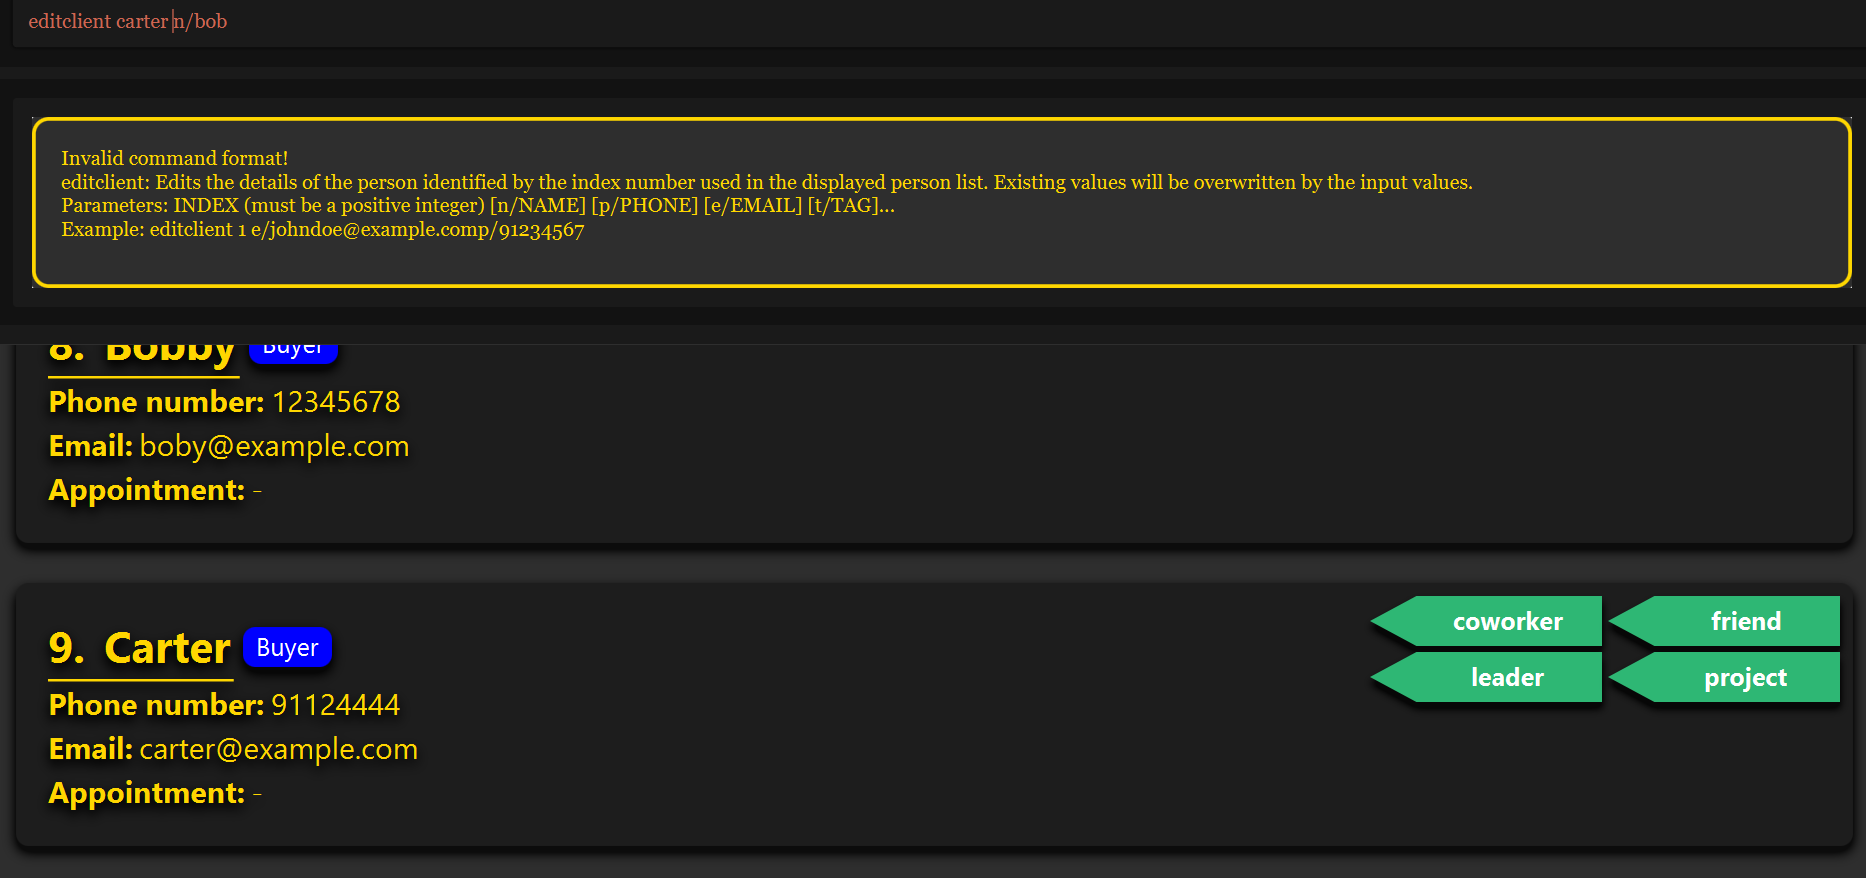 editclient carter n/bob
Invalid command format!
editclient: Edits the details of the person identified by the index number used in the displayed person list. Existing values will be overwritten by the input values.
Parameters: INDEX (must be a positive integer) [n/NAME] [p/PHONE] [e/EMAIL] [t/TAG]...
Example: editclient 1 e/johndoe@example.comp/91234567
8. Bobby Buyer
Phone number: 12345678
Email: boby@example.com
Appointment: -
9. Carter Buyer
coworker friend
leader project
Phone number: 91124444
Email: carter@example.com
Appointment: -